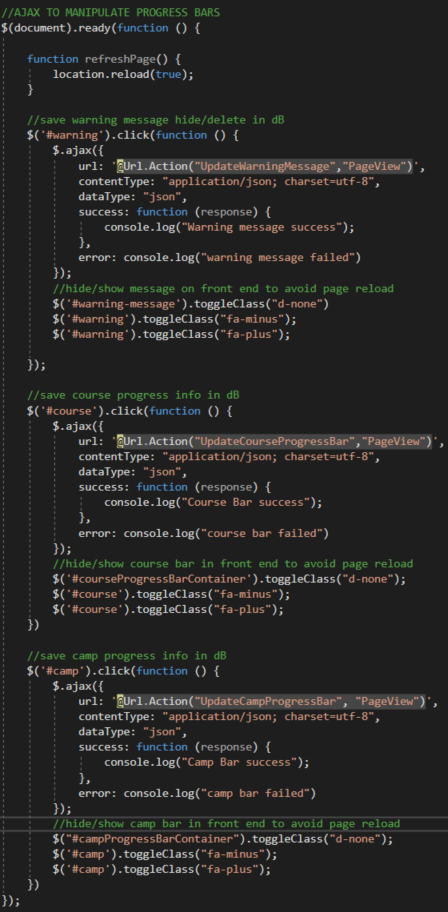 //AJAX TO MANIPULATE PROGRESS BARS
$(document).ready(function () {
function refreshPage() {
location.reload(true);
}
//save warning message hide/delete in dB
$('#warning').click(function () {
$.ajax({
url: '@Url.Action("UpdateWarningMessage","PageView")',
contentType: "application/json; charset=utf-8",
dataType: "json",
success: function (response) {
console.log("Warning message success");
},
error: console.log("warning message failed")
});
//hide/show message on front end to avoid page reload
$('#warning-message').toggleClass("d-none")
$('#warning').toggleClass("fa-minus");
$('#warning').toggleClass("fa-plus");
});
//save course progress info in dB
$('#course').click(function () {
$.ajax({
url: '@Url.Action("UpdateCourseProgressBar","PageView")',
contentType: "application/json; charset=utf-8",
dataType: "json",
success: function (response) {
console.log("Course Bar success");
},
error: console.log("course bar failed")
});
//hide/show course bar in front end to avoid page reload
$('#courseProgressBarContainer').toggleClass("d-none");
$('#course').toggleClass("fa-minus");
$('#course').toggleClass("fa-plus");
})
//save camp progress info in dB
$('#camp').click(function () {
$.ajax({
url: '@Url.Action("UpdateCampProgressBar", "PageView")',
contentType: "application/json; charset=utf-8",
dataType: "json",
success: function (response) {
console.log("Camp Bar success");
},
error: console.log("camp bar failed")
});
//hide/show camp bar in front end to avoid page reload
$("#campProgressBarContainer").toggleClass("d-none");
$('#camp').toggleClass("fa-minus");
$('#camp').toggleClass("fa-plus");
})
});